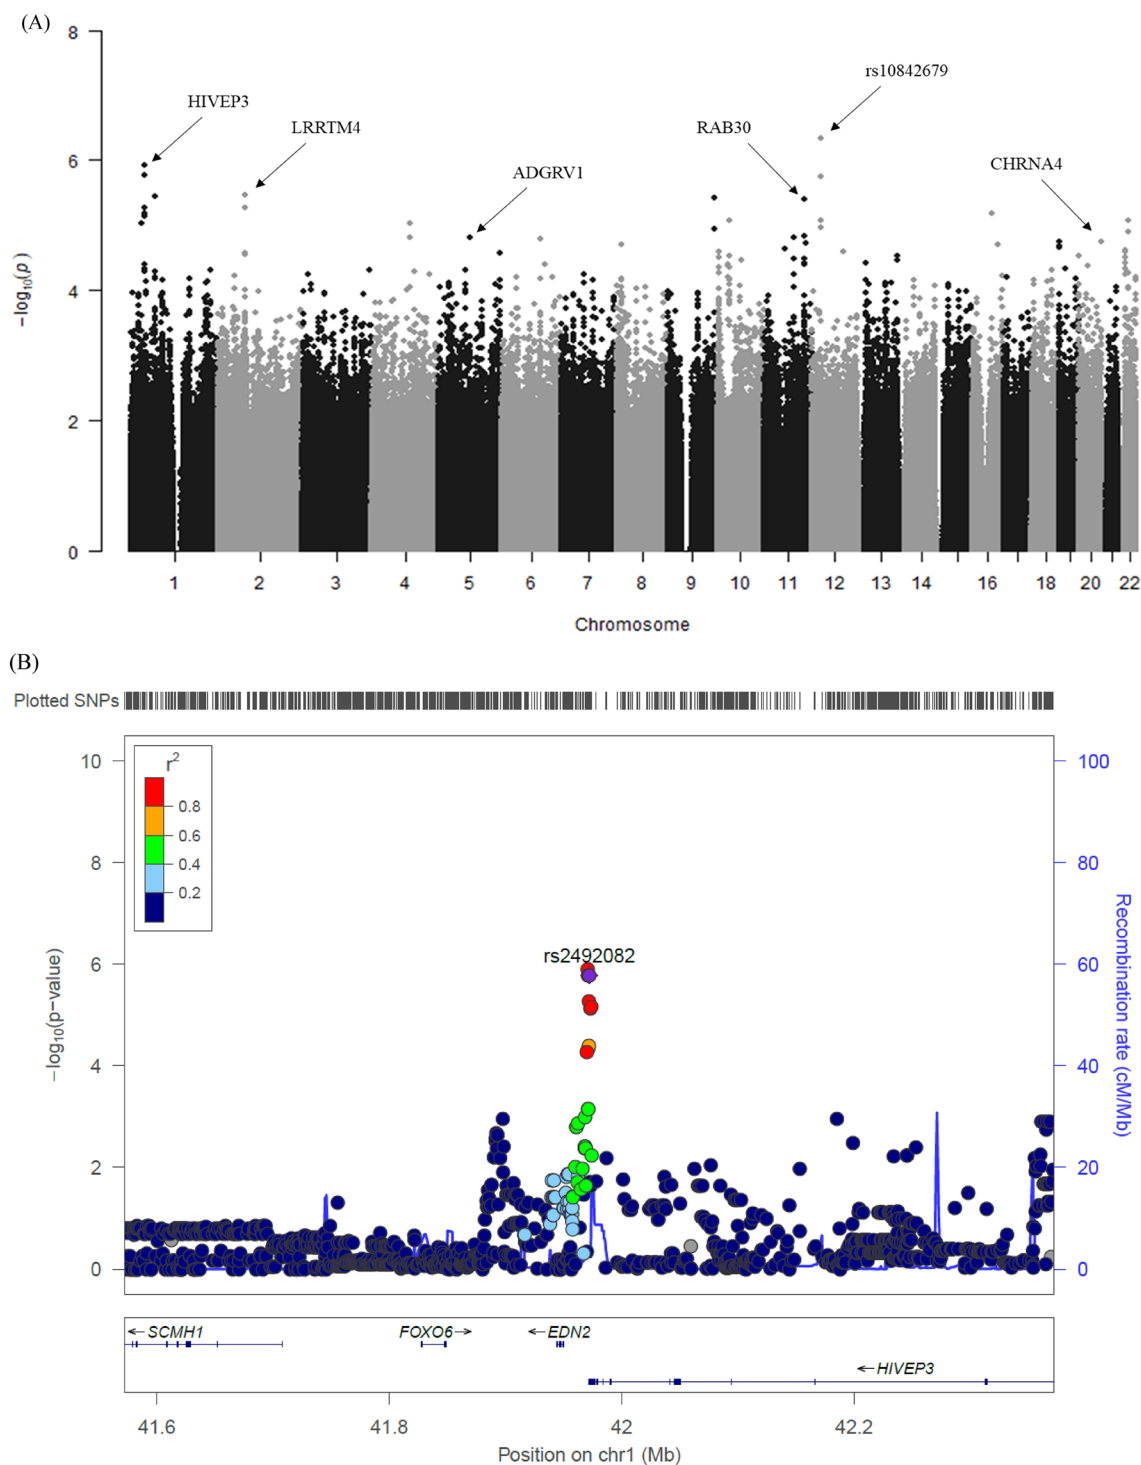 (A)
8
rs10842679
HIVEP3
LRRTM4
RAB30
6
CHRNA4
ADGRV1
−log10(p)
4
2
0
1 2 3 4 5 6 7 8 9 10 11 12 13 14 16 18 20 22
Chromosome
(B)
Plotted SNPs
r2
0.8
0.6
0.4
0.2
10
8
6
4
2
0
−log10(p−value)
rs2492082
100
80
60
40
20
0
Recombination rate (cM/Mb)
←SCMH1 FOXO6→ ←EDN2
←HIVEP3
41.6 41.8 42 42.2
Position on chr1 (Mb)